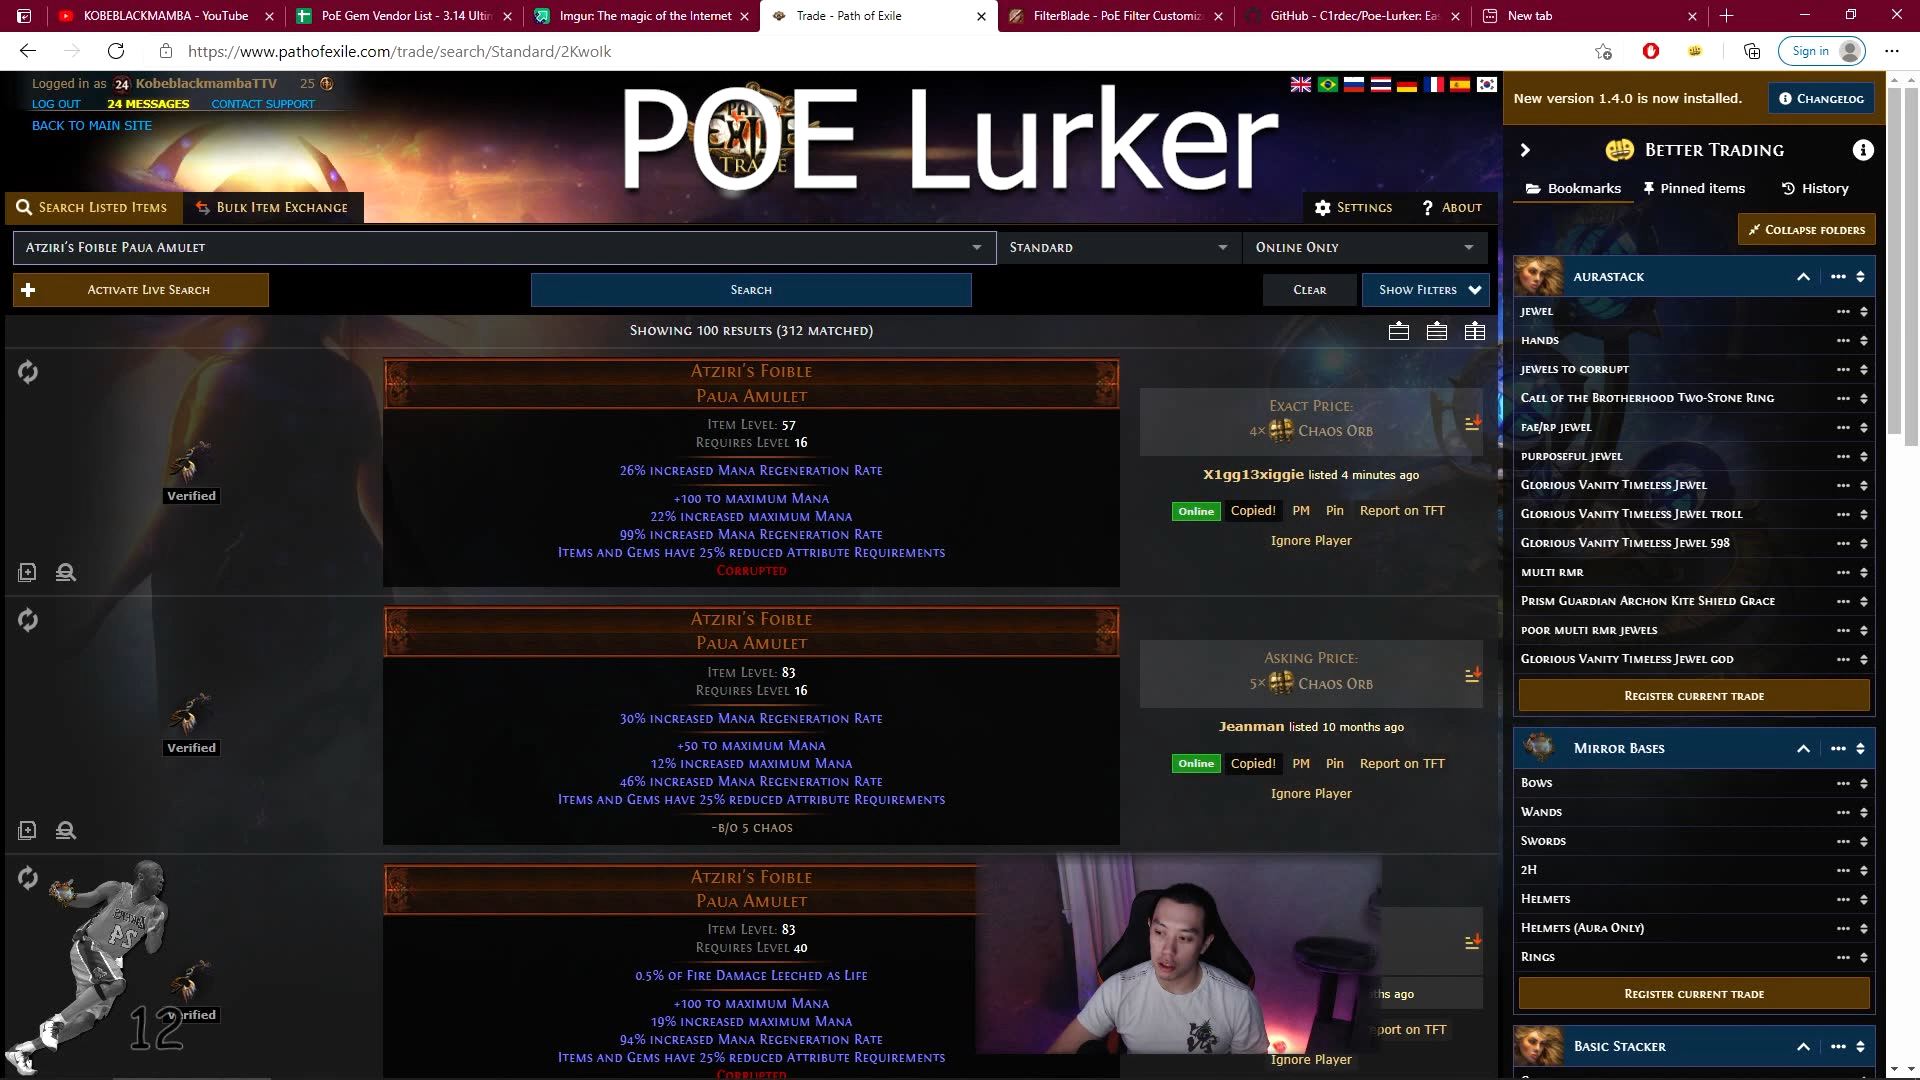 KOBEBLACKMAMBA - YouTube
PoE Gem Vendor List - 3.14 Ultim
Imgur: The magic of the Internet
Trade - Path of Exile
FilterBlade - PoE Filter Customiz
GitHub - C1rdec/Poe-Lurker: Ea
New tab
https://www.pathofexile.com/trade/search/Standard/2KwoIk
Sign in
Logged in as 24 KobeblackmambaTTV 25
LOG OUT 24 MESSAGES CONTACT SUPPORT
BACK TO MAIN SITE
POE Lurker
TRADE
Search Listed Items
Bulk Item Exchange
Settings
? About
Atziri's Foible Paua Amulet
Standard
Online Only
Activate Live Search
Search
Clear
Show Filters
Showing 100 results (312 matched)
Verified
Atziri's Foible
Paua Amulet
Item Level: 57
Requires Level 16
26% increased Mana Regeneration Rate
+100 to maximum Mana
22% increased maximum Mana
99% increased Mana Regeneration Rate
Items and Gems have 25% reduced Attribute Requirements
Corrupted
Exact Price:
4× Chaos Orb
X1gg13xiggie listed 4 minutes ago
Online Copied! PM Pin Report on TFT
Ignore Player
Verified
Atziri's Foible
Paua Amulet
Item Level: 83
Requires Level 16
30% increased Mana Regeneration Rate
+50 to maximum Mana
12% increased maximum Mana
46% increased Mana Regeneration Rate
Items and Gems have 25% reduced Attribute Requirements
-b/o 5 chaos
Asking Price:
5× Chaos Orb
Jeanman listed 10 months ago
Online Copied! PM Pin Report on TFT
Ignore Player
Verified
12
24
Atziri's Foible
Paua Amulet
Item Level: 83
Requires Level 40
0.5% of Fire Damage Leeched as Life
+100 to maximum Mana
19% increased maximum Mana
94% increased Mana Regeneration Rate
Items and Gems have 25% reduced Attribute Requirements
Corrupted
ths ago
eport on TFT
Ignore Player
New version 1.4.0 is now installed.
Changelog
Better Trading
Bookmarks
Pinned items
History
Collapse folders
aurastack
jewel
hands
jewels to corrupt
Call of the Brotherhood Two-Stone Ring
fae/rp jewel
purposeful jewel
Glorious Vanity Timeless Jewel
Glorious Vanity Timeless Jewel troll
Glorious Vanity Timeless Jewel 598
multi rmr
Prism Guardian Archon Kite Shield Grace
poor multi rmr jewels
Glorious Vanity Timeless Jewel god
Register current trade
Mirror Bases
Bows
Wands
Swords
2H
Helmets
Helmets (Aura Only)
Rings
Register current trade
Basic Stacker